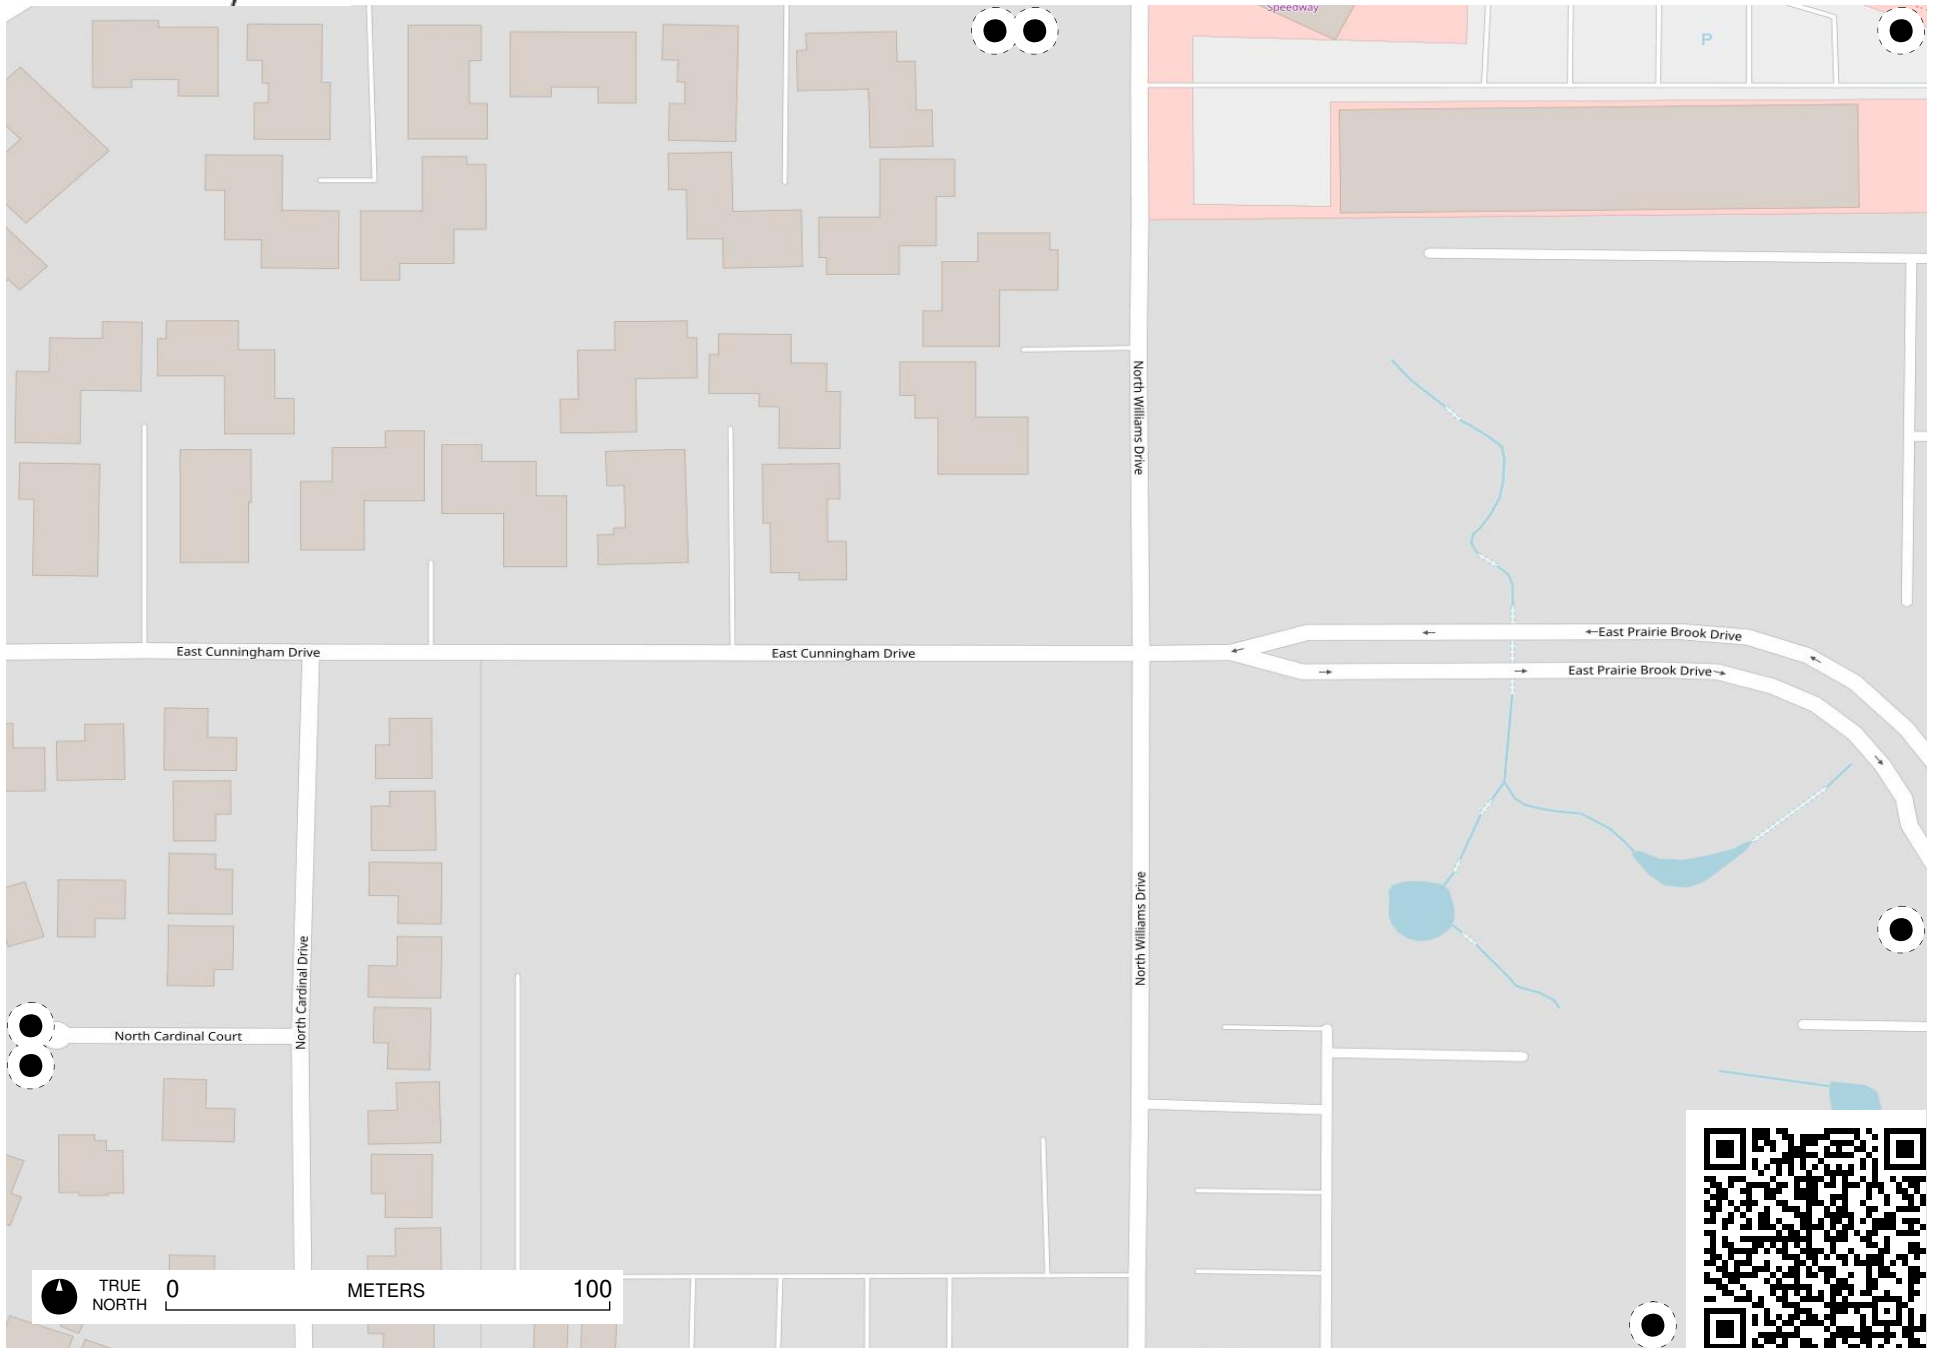 Speedway
P
North Williams Drive
East Prairie Brook Drive
East Cunningham Drive
East Cunningham Drive
East Prairie Brook Drive
North Williams Drive
North Cardinal Drive
North Cardinal Court
TRUE
NORTH
0 METERS 100